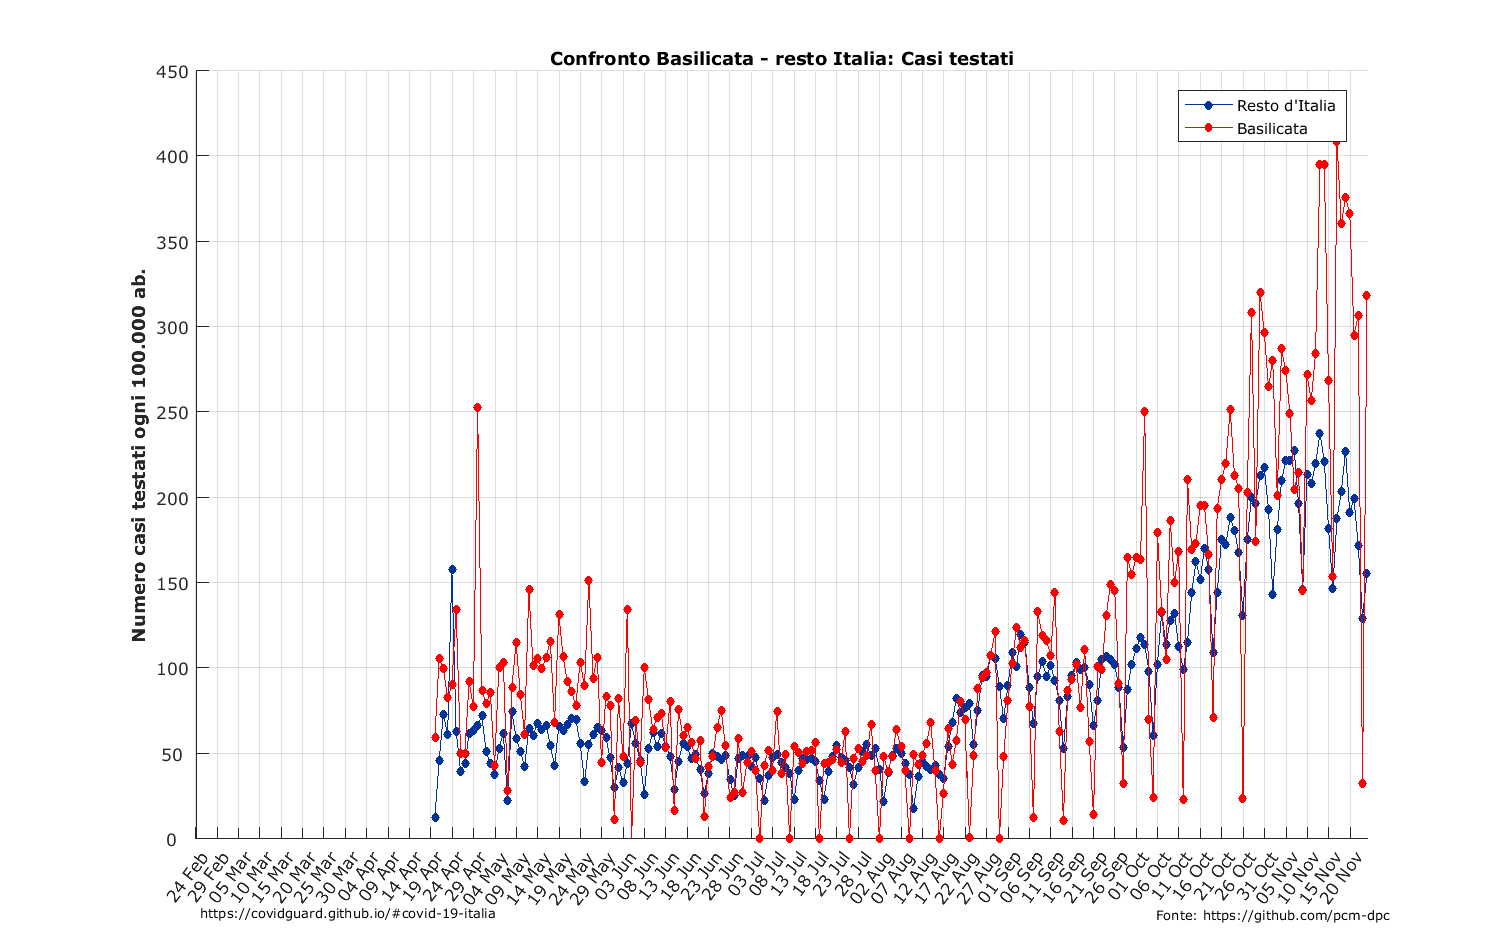 Confronto Basilicata - resto Italia: Casi testati
Resto d'Italia
Basilicata
Numero casi testati ogni 100.000 ab.
450
400
350
300
250
200
150
100
50
0
24 Feb
29 Feb
05 Mar
10 Mar
15 Mar
20 Mar
25 Mar
30 Mar
04 Apr
09 Apr
14 Apr
19 Apr
24 Apr
29 Apr
04 May
09 May
14 May
19 May
24 May
29 May
03 Jun
08 Jun
13 Jun
18 Jun
23 Jun
28 Jun
03 Jul
08 Jul
13 Jul
18 Jul
23 Jul
28 Jul
02 Aug
07 Aug
12 Aug
17 Aug
22 Aug
27 Aug
01 Sep
06 Sep
11 Sep
16 Sep
21 Sep
26 Sep
01 Oct
06 Oct
11 Oct
16 Oct
21 Oct
26 Oct
31 Oct
05 Nov
10 Nov
15 Nov
20 Nov
https://covidguard.github.io/#covid-19-italia
Fonte: https://github.com/pcm-dpc